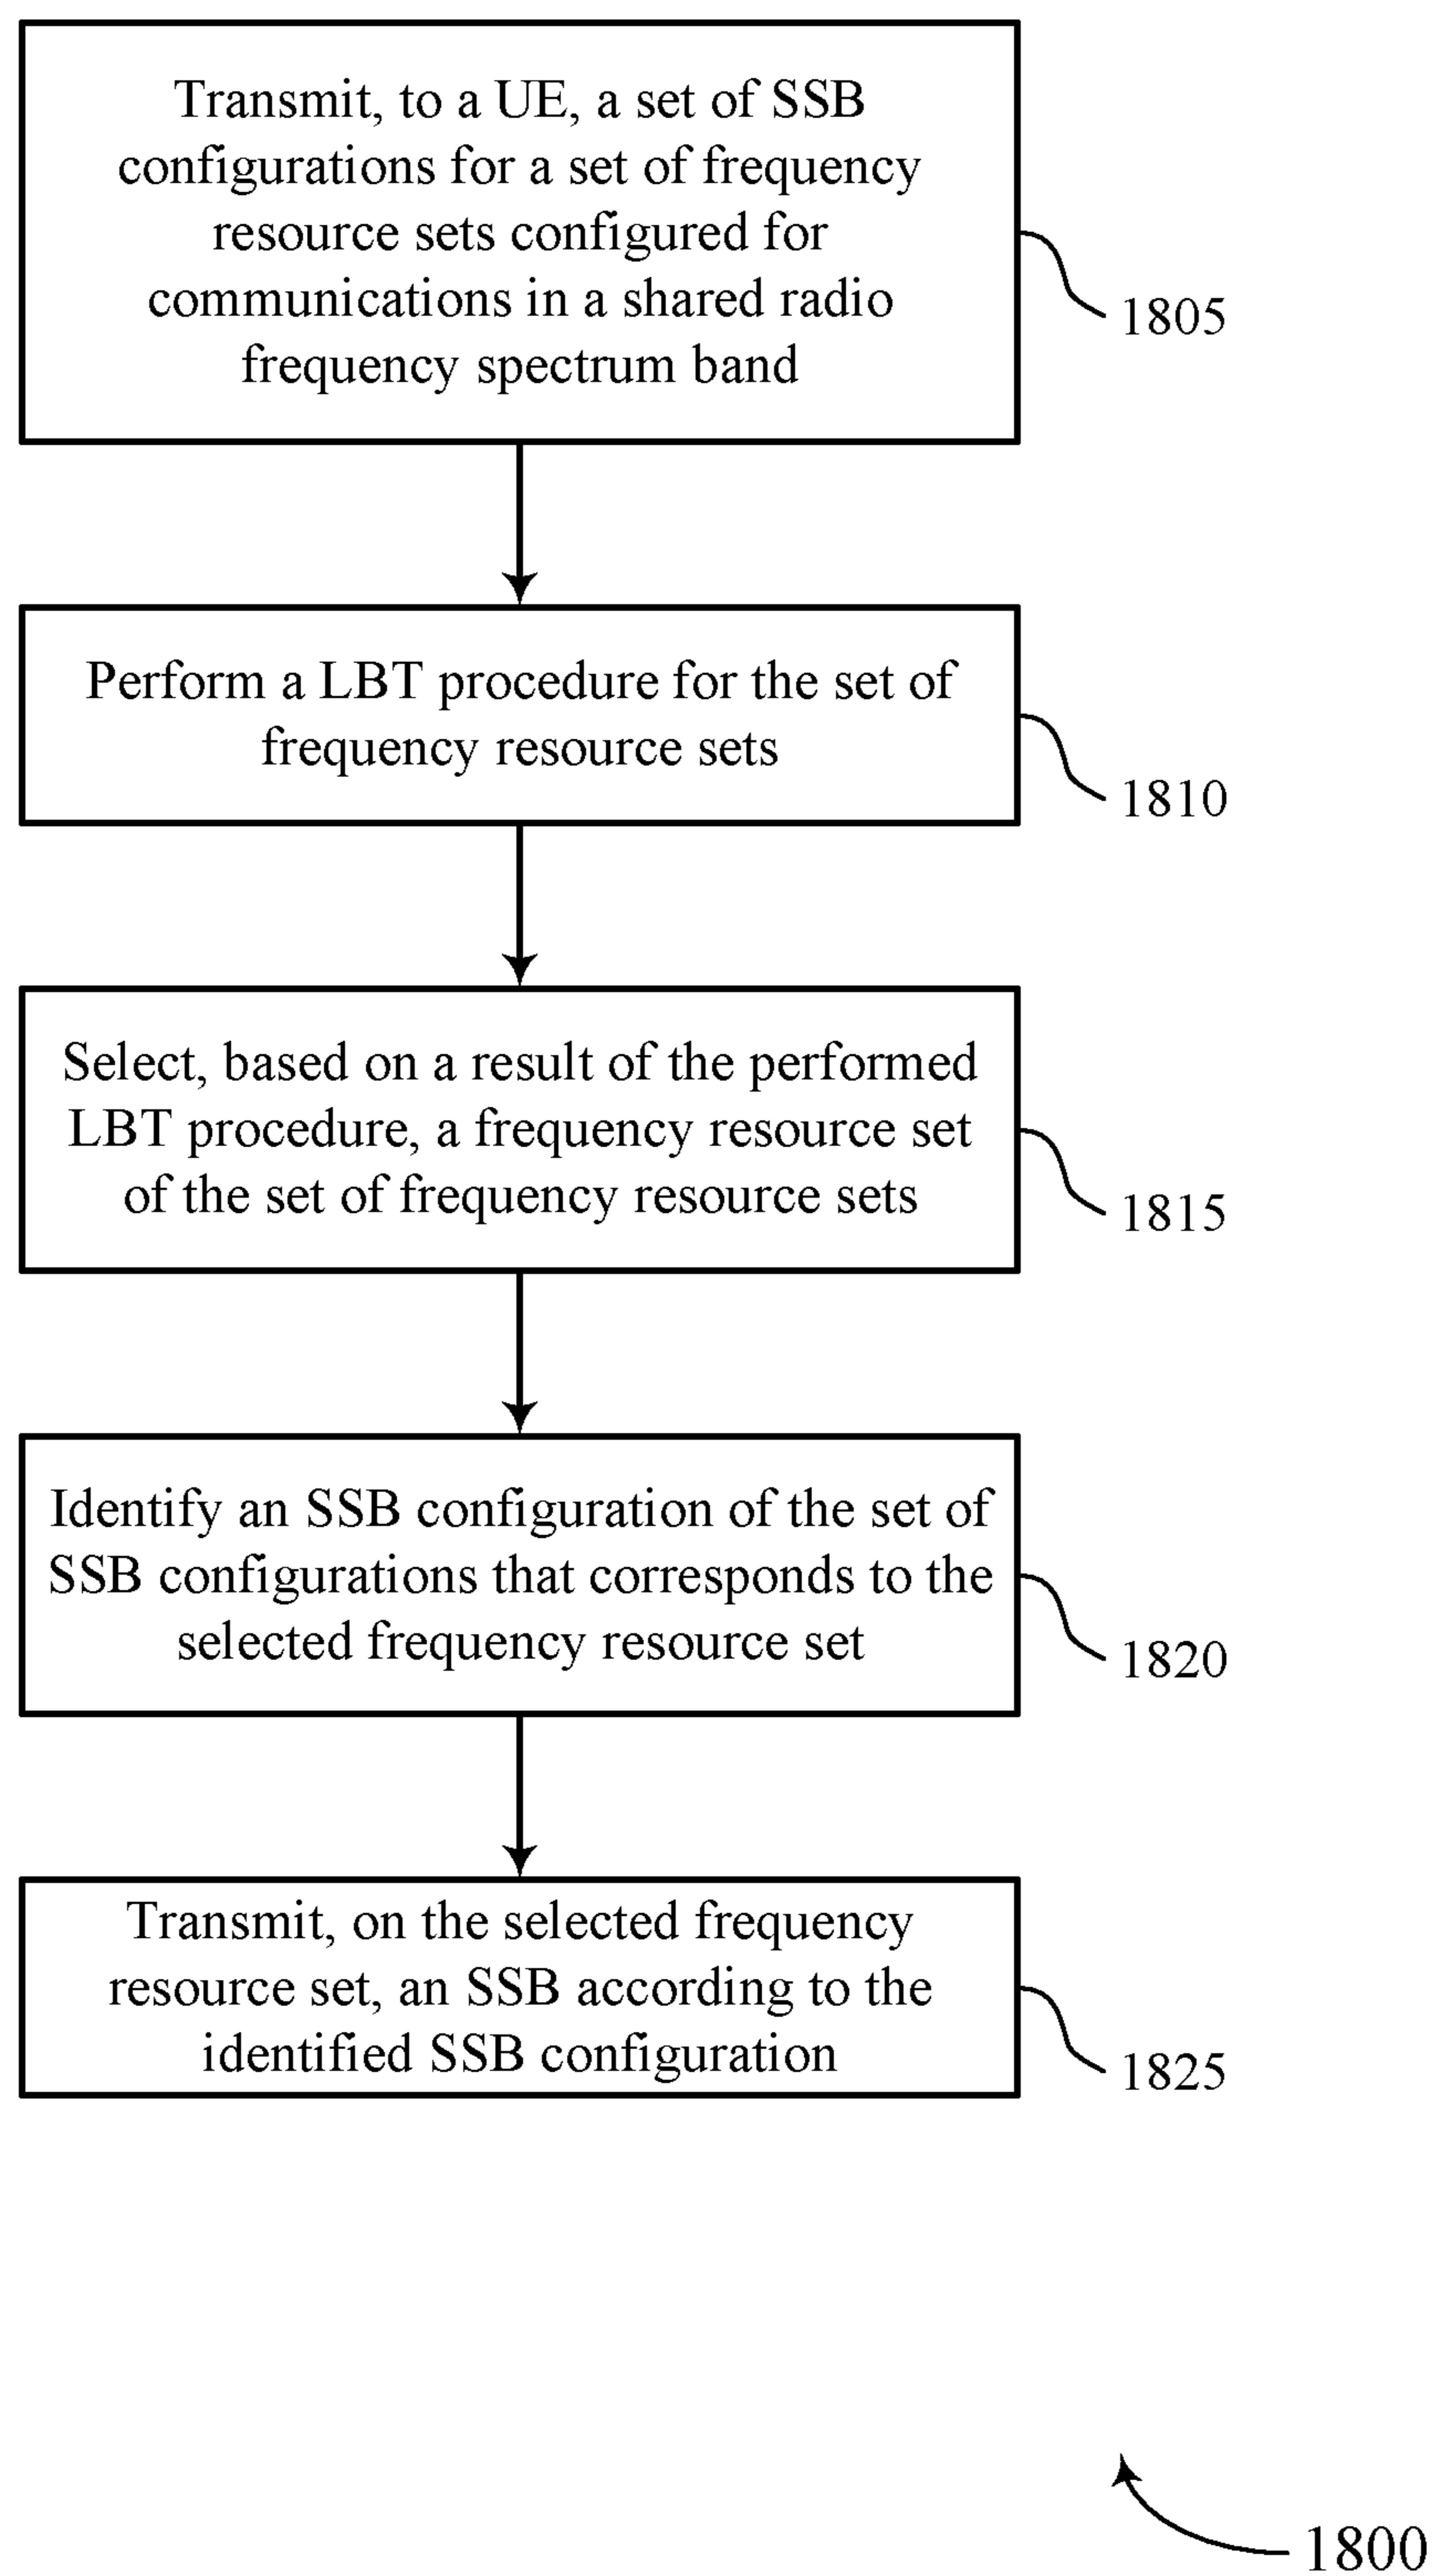 Transmit, to a UE, a set of SSB
configurations for a set of frequency
resource sets configured for
communications in a shared radio
frequency spectrum band
1805
Perform a LBT procedure for the set of
frequency resource sets
1810
Select, based on a result of the performed
LBT procedure, a frequency resource set
of the set of frequency resource sets
1815
Identify an SSB configuration of the set of
SSB configurations that corresponds to the
selected frequency resource set
1820
Transmit, on the selected frequency
resource set, an SSB according to the
identified SSB configuration
1825
1800